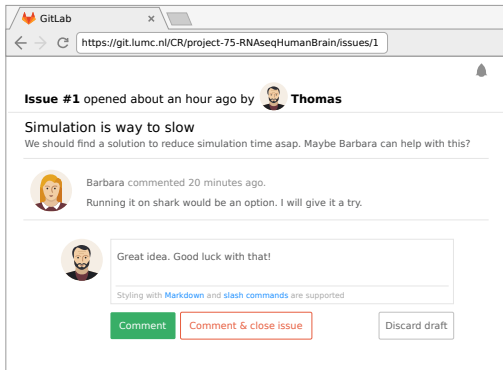 GitLab
https://git.lumc.nl/CR/project-75-RNAseqHumanBrain/issues/1
Issue #1 opened about an hour ago by Thomas
Simulation is way to slow
We should find a solution to reduce simulation time asap. Maybe Barbara can help with this?
Barbara commented 20 minutes ago.
Running it on shark would be an option. I will give it a try.
Great idea. Good luck with that!
Styling with Markdown and slash commands are supported
Comment
Comment & close issue
Discard draft